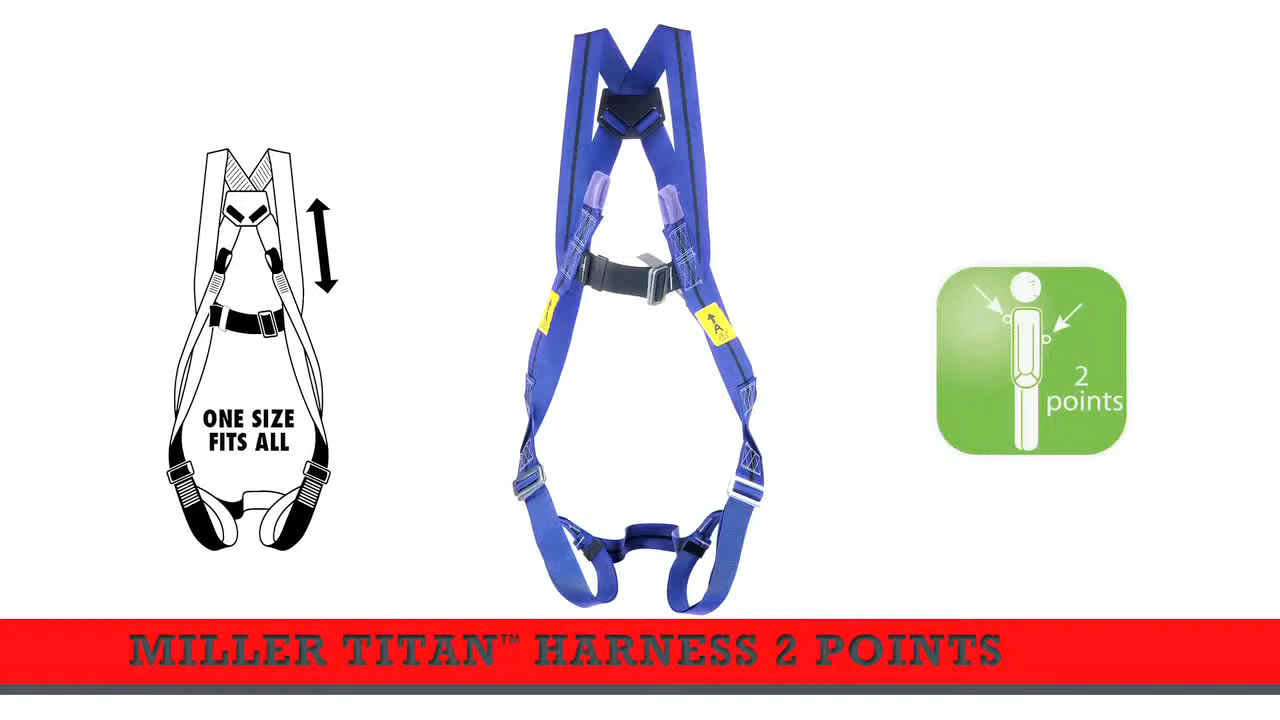 ONE SIZE
FITS ALL
A
2
points
MILLER TITAN™ HARNESS 2 POINTS